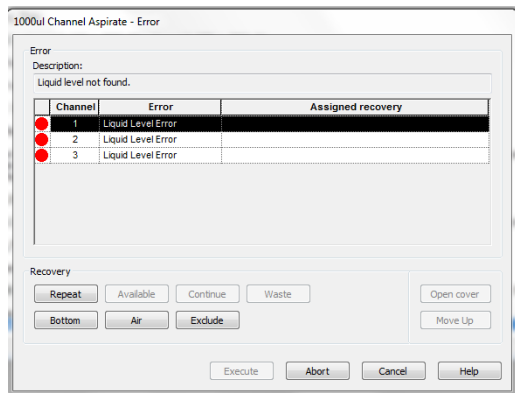 1000ul Channel Aspirate - Error
Error
Description:
Liquid level not found.
Channel Error Assigned recovery
1 Liquid Level Error
2 Liquid Level Error
3 Liquid Level Error
Recovery
Repeat Available Continue Waste Open cover
Bottom Air Exclude Move Up
Execute Abort Cancel Help